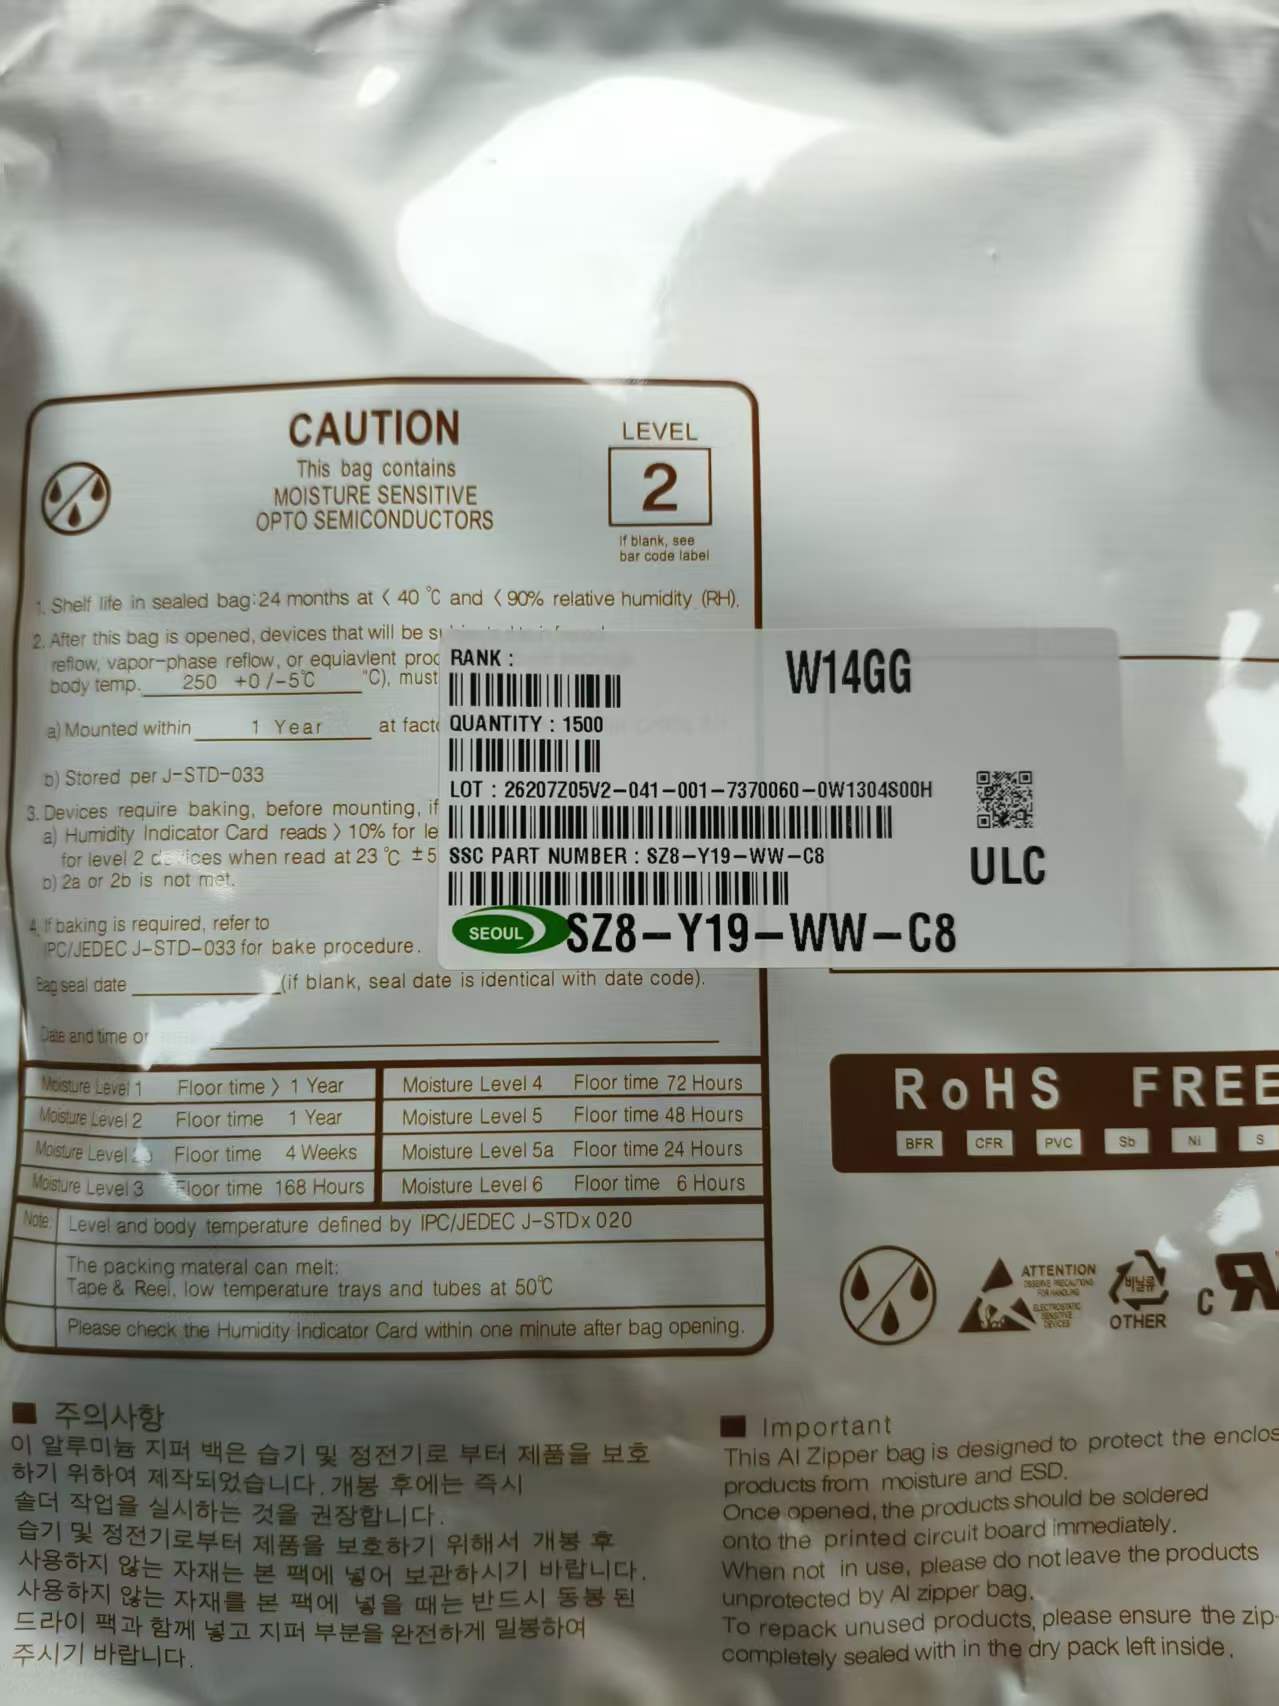 CAUTION
This bag contains
MOISTURE SENSITIVE
OPTO SEMICONDUCTORS
LEVEL
2
If blank, see
bar code label
1. Shelf life in sealed bag:24 months at < 40 ℃ and < 90% relative humidity (RH).
2. After this bag is opened, devices that will be
reflow, vapor-phase reflow, or equiavlent
body temp. 250 +0/-5℃ °C), must
a) Mounted within 1 Year at
b) Stored per J-STD-033
3. Devices require baking, before mounting, if
a) Humidity Indicator Card reads > 10% for
for level 2 devices when read at 23 ℃ ±5
b) 2a or 2b is not met.
4. If baking is required, refer to
IPC/JEDEC J-STD-033 for bake procedure.
Bag seal date (if blank, seal date is identical with date code).
Date and time
RANK :
W14GG
QUANTITY : 1500
LOT : 26207Z05V2-041-001-7370060-0W1304S00H
SSC PART NUMBER : SZ8-Y19-WW-C8
ULC
SEOUL SZ8-Y19-WW-C8
Moisture Level 1 Floor time > 1 Year
Moisture Level 2 Floor time 1 Year
Moisture Level Floor time 4 Weeks
Moisture Level 3 Floor time 168 Hours
Moisture Level 4 Floor time 72 Hours
Moisture Level 5 Floor time 48 Hours
Moisture Level 5a Floor time 24 Hours
Moisture Level 6 Floor time 6 Hours
Note: Level and body temperature defined by IPC/JEDEC J-STDx 020
The packing materal can melt:
Tape & Reel, low temperature trays and tubes at 50℃
Please check the Humidity Indicator Card within one minute after bag opening.
RoHS FREE
BFR CFR PVC Sb Ni S
ATTENTION
OBSERVE PRECAUTIONS
FOR HANDLING
ELECTROSTATIC
SENSITIVE
DEVICES
비닐류
OTHER
C
■ 주의사항
이 알루미늄 지퍼 백은 습기 및 정전기로 부터 제품을 보호
하기 위하여 제작되었습니다. 개봉 후에는 즉시
솔더 작업을 실시하는 것을 권장합니다.
습기 및 정전기로부터 제품을 보호하기 위해서 개봉 후
사용하지 않는 자재는 본 팩에 넣어 보관하시기 바랍니다.
사용하지 않는 자재를 본 팩에 넣을 때는 반드시 동봉 된
드라이 팩과 함께 넣고 지퍼 부분을 완전하게 밀봉하여
주시기 바랍니다.
■ Important
This Al Zipper bag is designed to protect the enclos
products from moisture and ESD.
Once opened, the products should be soldered
onto the printed circuit board immediately.
When not in use, please do not leave the products
unprotected by Al zipper bag.
To repack unused products, please ensure the zip-
completely sealed with in the dry pack left inside.